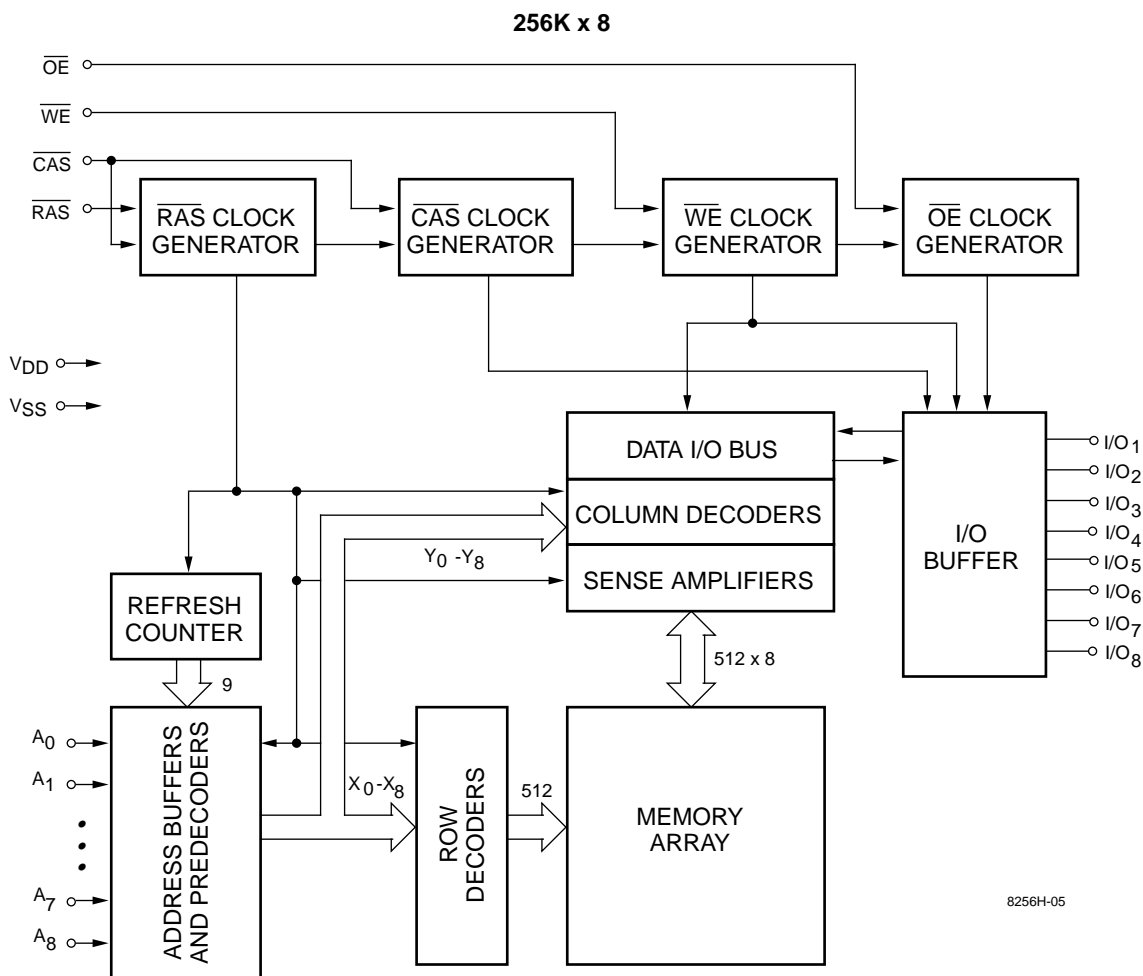 256K x 8
OE
WE
CAS
RAS
RAS CLOCK
GENERATOR
CAS CLOCK
GENERATOR
WE CLOCK
GENERATOR
OE CLOCK
GENERATOR
VDD
VSS
DATA I/O BUS
COLUMN DECODERS
SENSE AMPLIFIERS
Y0 -Y8
I/O
BUFFER
I/O1
I/O2
I/O3
I/O4
I/O5
I/O6
I/O7
I/O8
REFRESH
COUNTER
9
512 x 8
A0
A1
A7
A8
ADDRESS BUFFERS
AND PREDECODERS
X0-X8
ROW
DECODERS
512
MEMORY
ARRAY
8256H-05